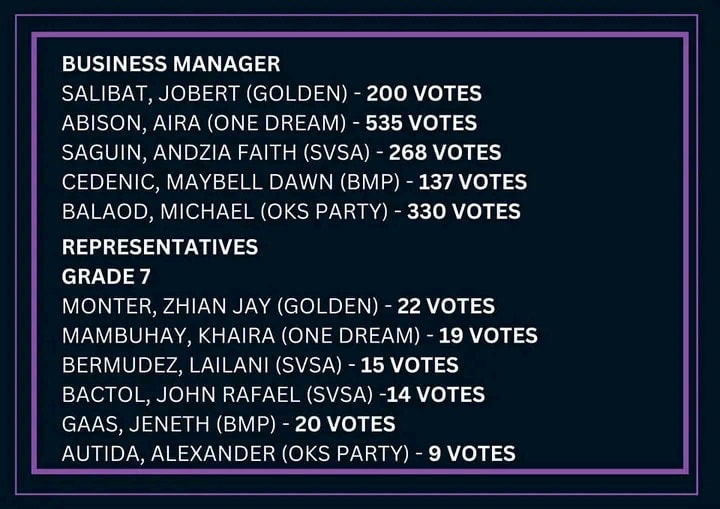 BUSINESS MANAGER
SALIBAT, JOBERT (GOLDEN) - 200 VOTES
ABISON, AIRA (ONE DREAM) - 535 VOTES
SAGUIN, ANDZIA FAITH (SVSA) - 268 VOTES
CEDENIC, MAYBELL DAWN (BMP) - 137 VOTES
BALAOD, MICHAEL (OKS PARTY) - 330 VOTES
REPRESENTATIVES
GRADE 7
MONTER, ZHIAN JAY (GOLDEN) - 22 VOTES
MAMBUHAY, KHAIRA (ONE DREAM) - 19 VOTES
BERMUDEZ, LAILANI (SVSA) - 15 VOTES
BACTOL, JOHN RAFAEL (SVSA) -14 VOTES
GAAS, JENETH (BMP) - 20 VOTES
AUTIDA, ALEXANDER (OKS PARTY) - 9 VOTES